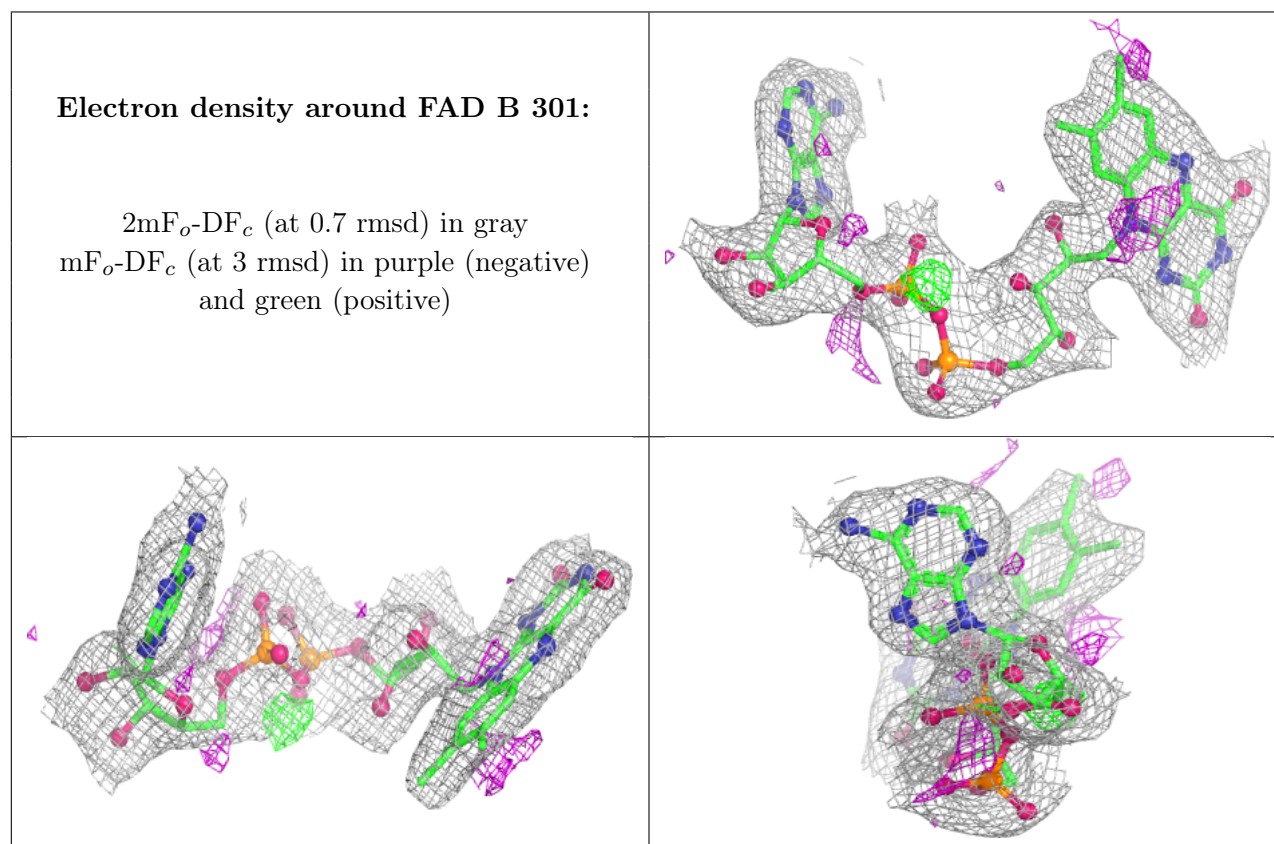 Electron density around FAD B 301:
2mFo-DFc (at 0.7 rmsd) in gray
mFo-DFc (at 3 rmsd) in purple (negative)
and green (positive)